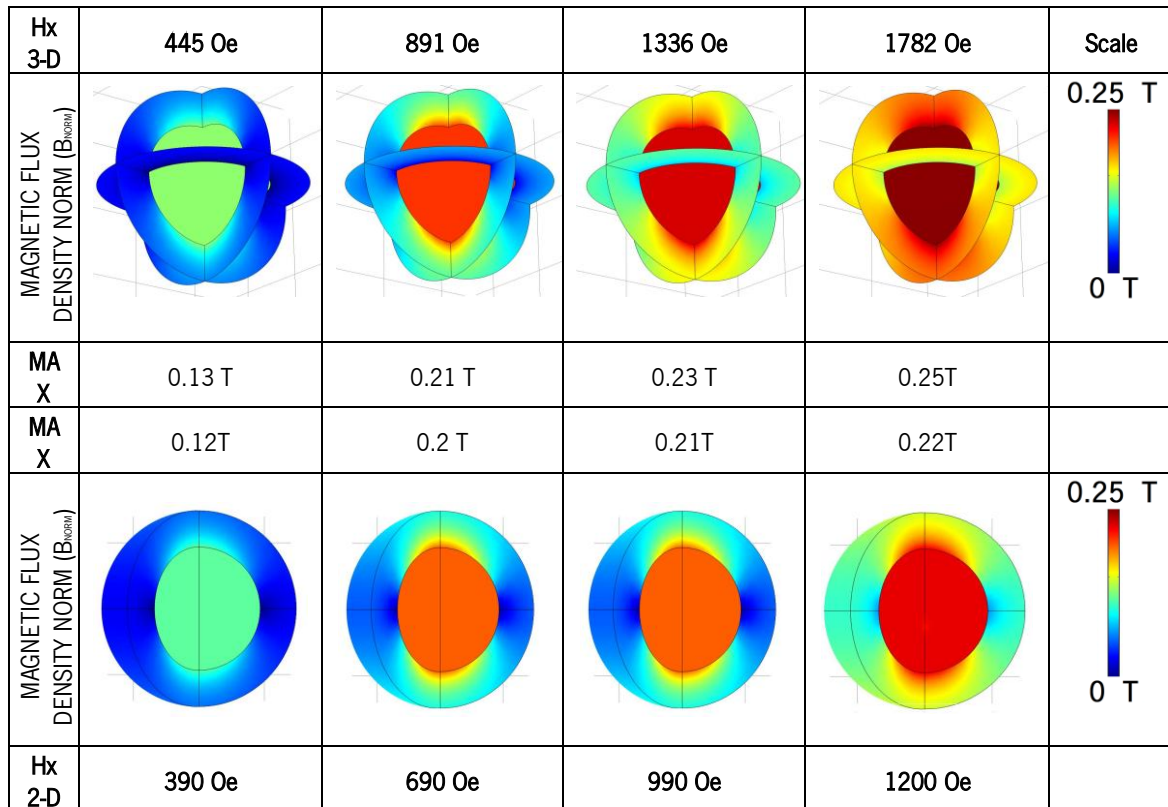 Hx
3-D
445 Oe
891 Oe
1336 Oe
1782 Oe
Scale
MAGNETIC FLUX
DENSITY NORM (BNORM)
0.25 T
0 T
MA
X
0.13 T
0.21 T
0.23 T
0.25T
MA
X
0.12T
0.2 T
0.21T
0.22T
MAGNETIC FLUX
DENSITY NORM (BNORM)
0.25 T
0 T
Hx
2-D
390 Oe
690 Oe
990 Oe
1200 Oe